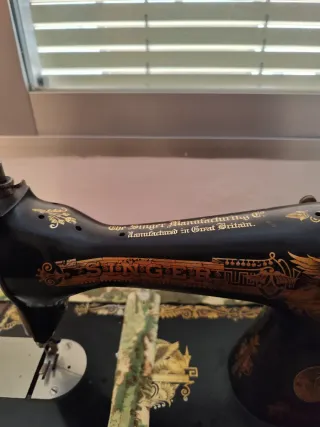 The Singer Manufacturing Co
Manufactured in Great Britain.
SINGER